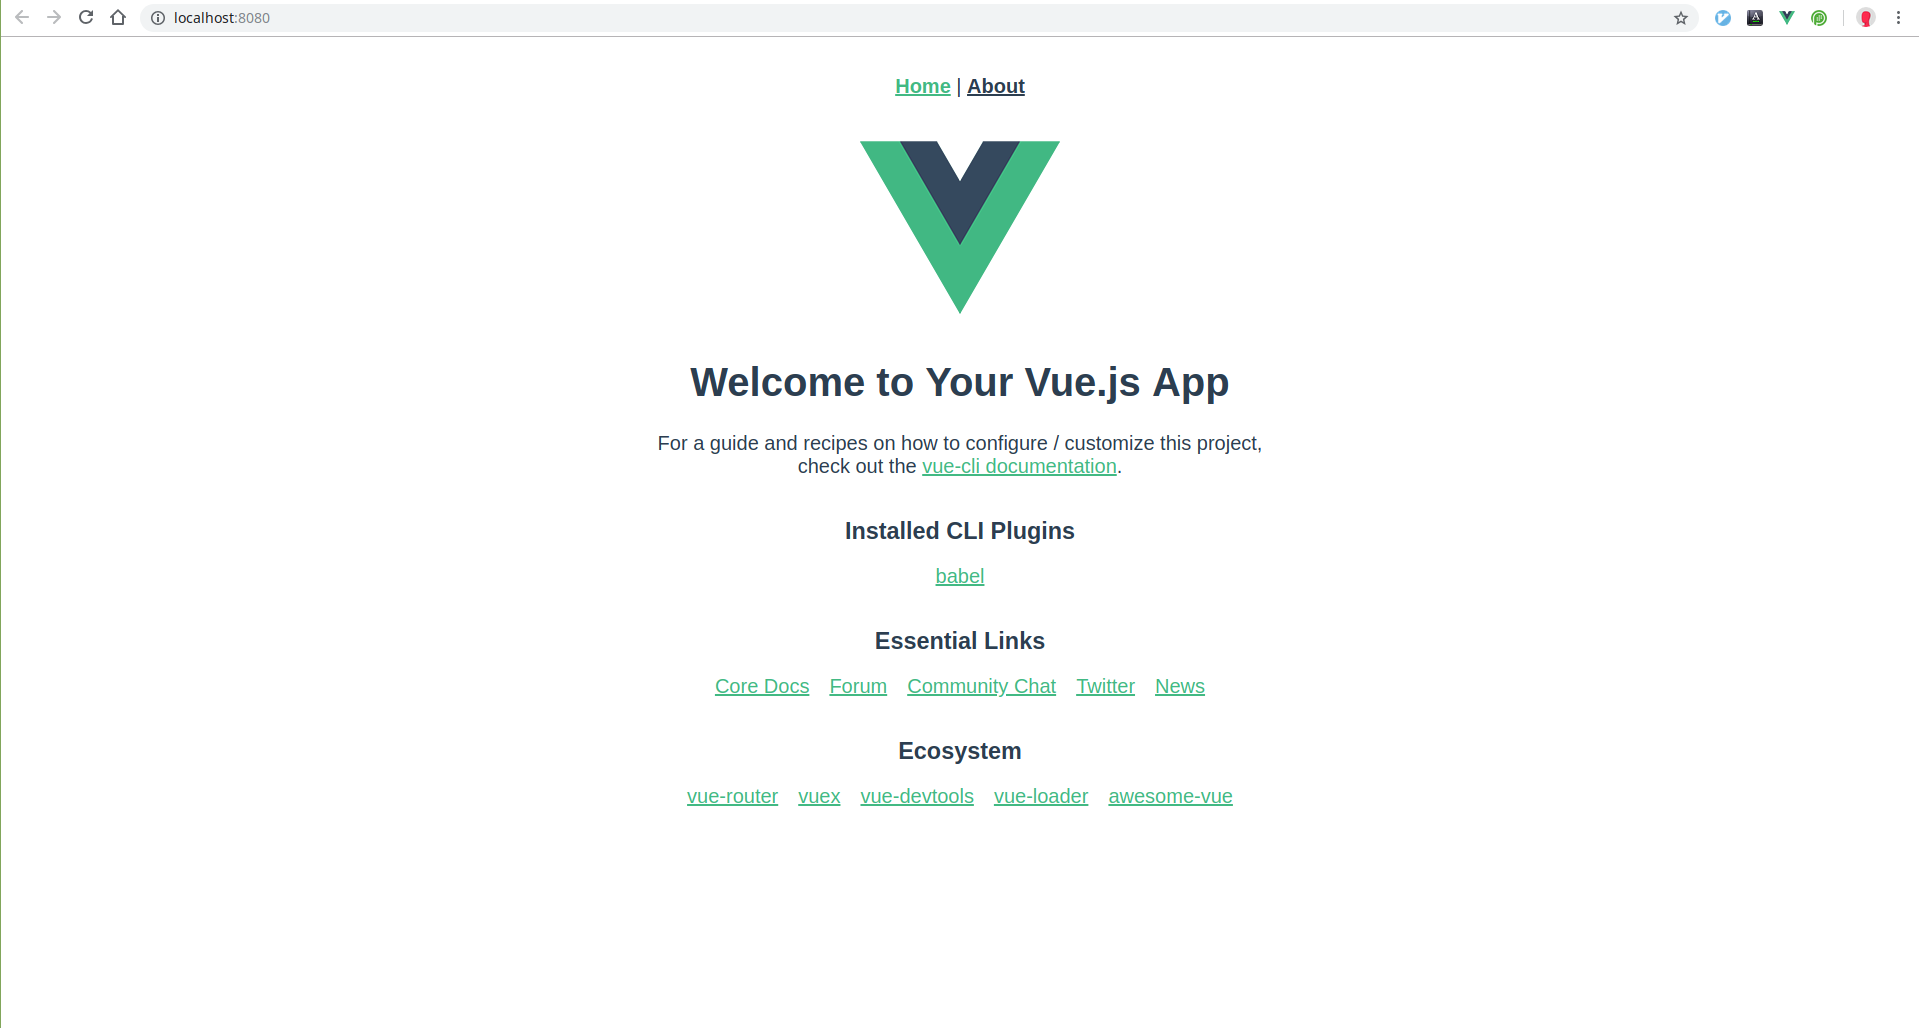 localhost:8080
Home | About
Welcome to Your Vue.js App
For a guide and recipes on how to configure / customize this project,
check out the vue-cli documentation.
Installed CLI Plugins
babel
Essential Links
Core Docs Forum Community Chat Twitter News
Ecosystem
vue-router vuex vue-devtools vue-loader awesome-vue